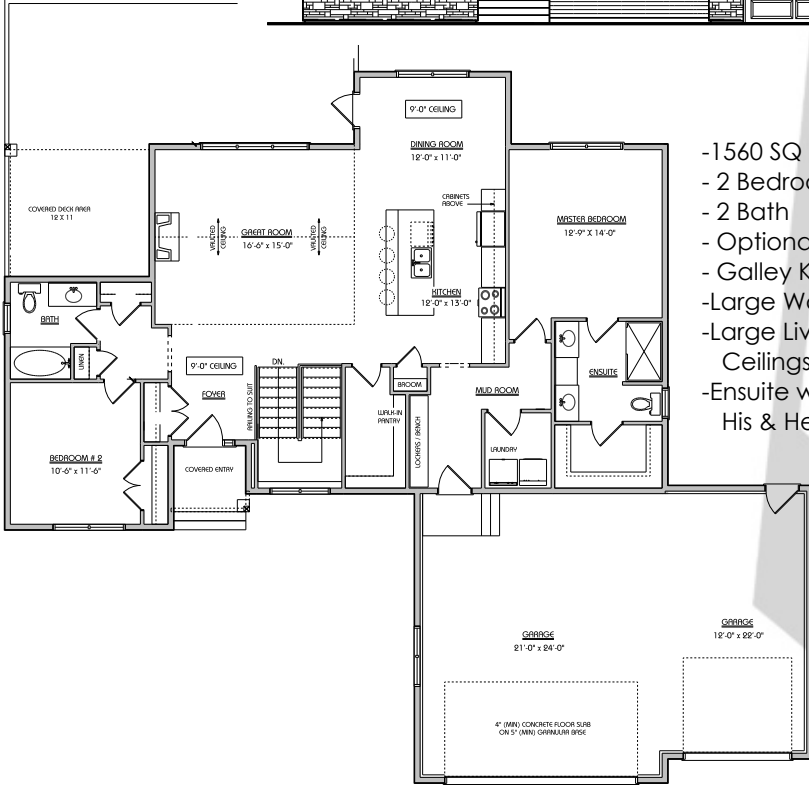 9'-0" CEILING
DINING ROOM
12'-0" x 11'-0"
-1560 SQ
- 2 Bedroo
- 2 Bath
- Optiona
- Galley K
-Large Wa
-Large Liv
Ceilings
-Ensuite w
His & He
COVERED DECK AREA
12 X 11
GREAT ROOM
16'-6" x 15'-0"
VAULTED
CEILING
VAULTED
CEILING
CABINETS
ABOVE
MASTER BEDROOM
12'-9" X 14'-0"
KITCHEN
12'-0" x 13'-0"
BATH
LINEN
9'-0" CEILING
FOYER
DN.
RAILING TO SUIT
BROOM
WALK-IN
PANTRY
MUD ROOM
LOCKERS / BENCH
LAUNDRY
ENSUITE
BEDROOM # 2
10'-6" x 11'-6"
COVERED ENTRY
GARAGE
21'-0" x 24'-0"
GARAGE
12'-0" x 22'-0"
4" (MIN) CONCRETE FLOOR SLAB
ON 5" (MIN) GRANULAR BASE